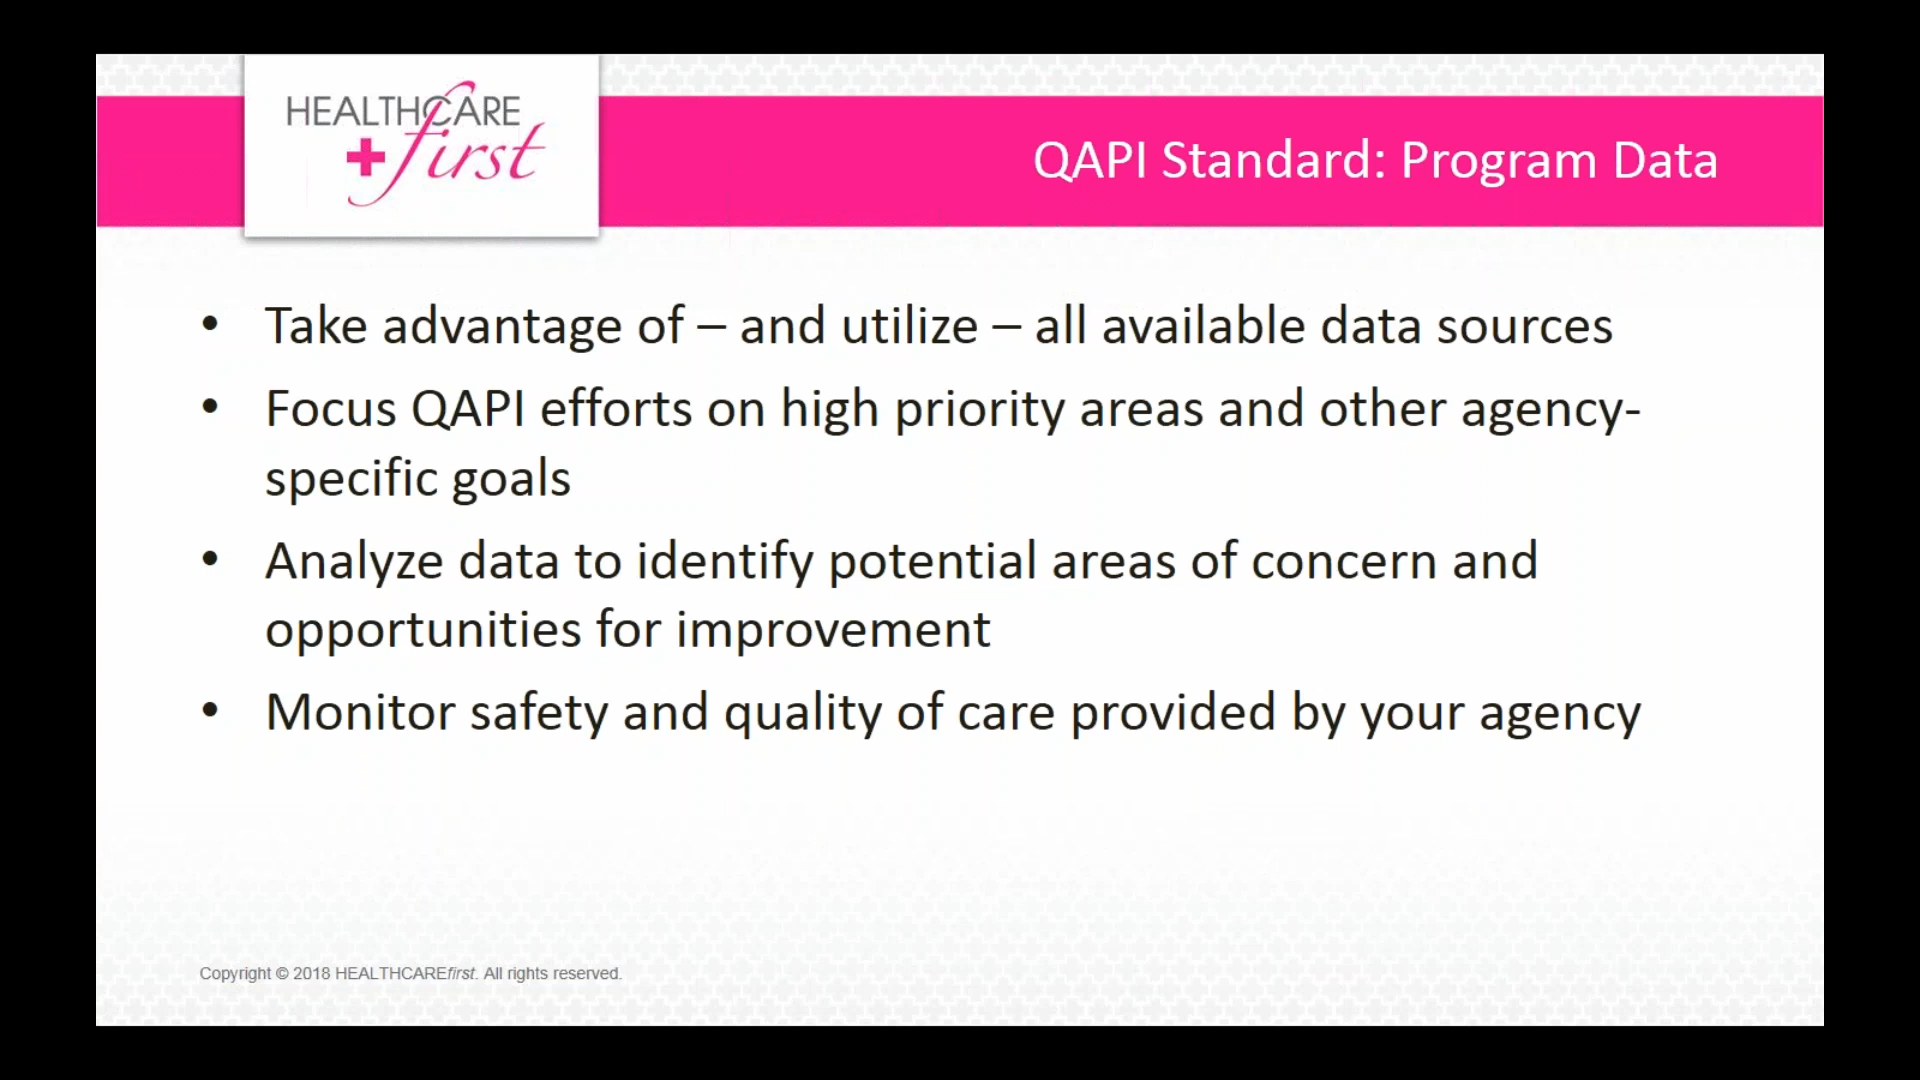 HEALTHCARE
+first
QAPI Standard: Program Data
• Take advantage of – and utilize – all available data sources
• Focus QAPI efforts on high priority areas and other agency-
specific goals
• Analyze data to identify potential areas of concern and
opportunities for improvement
• Monitor safety and quality of care provided by your agency
Copyright © 2018 HEALTHCAREfirst. All rights reserved.